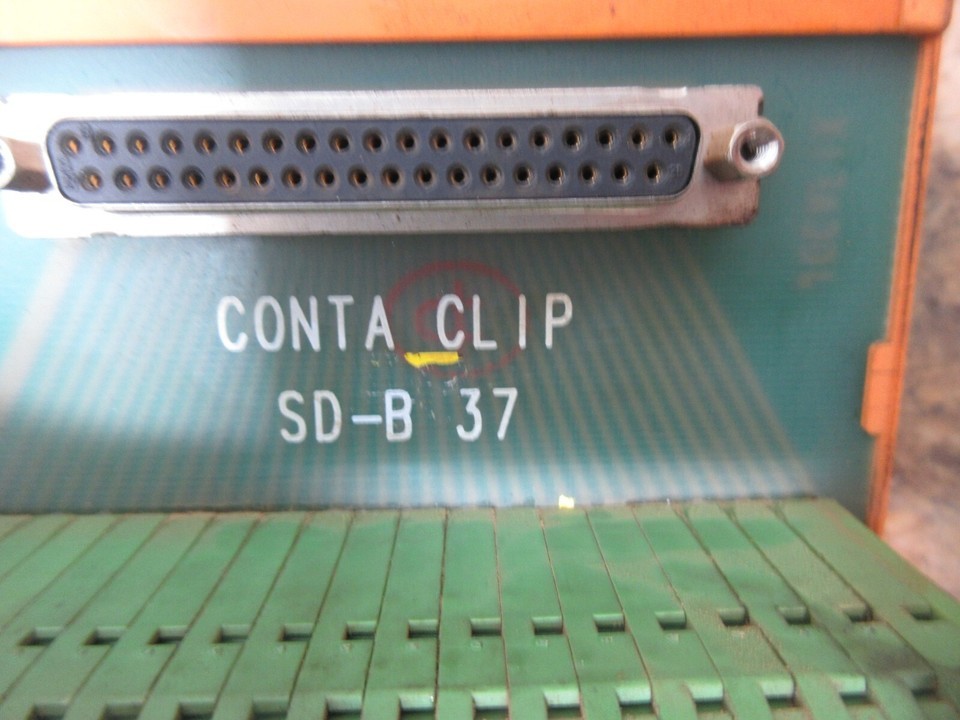 CONTA CLIP
SD-B 37